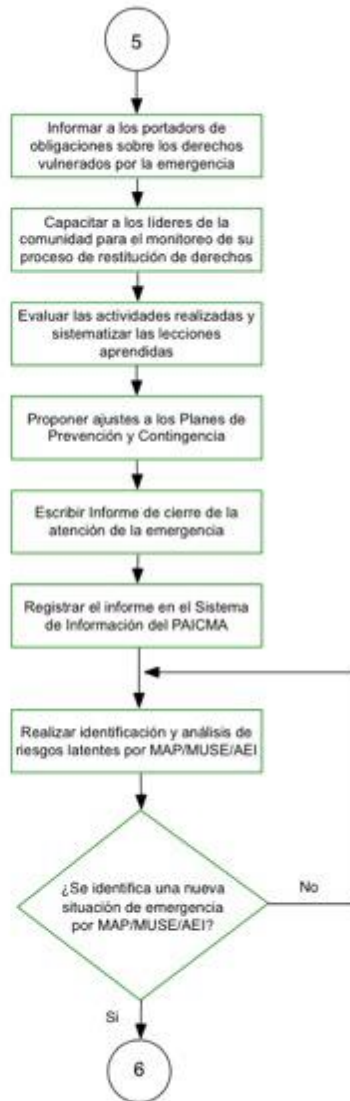 5
Informar a los portadors de
obligaciones sobre los derechos
vulnerados por la emergencia
Capacitar a los líderes de la
comunidad para el monitoreo de su
proceso de restitución de derechos
Evaluar las actividades realizadas y
sistematizar las lecciones
aprendidas
Proponer ajustes a los Planes de
Prevención y Contingencia
Escribir Informe de cierre de la
atención de la emergencia
Registrar el informe en el Sistema
de Información del PAICMA
Realizar identificación y análisis de
riesgos latentes por MAP/MUSE/AEI
¿Se identifica una nueva
situación de emergencia
por MAP/MUSE/AEI?
No
Si
6